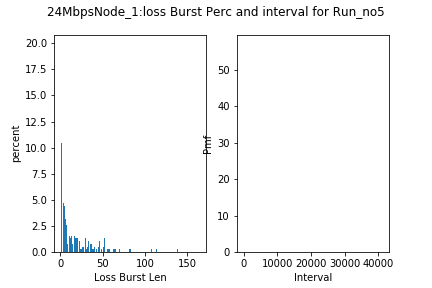 24MbpsNode_1:loss Burst Perc and interval for Run_no5
percent
20.0
17.5
15.0
12.5
10.0
7.5
5.0
2.5
0.0
0 50 100 150
Loss Burst Len
Pmf
50
40
30
20
10
0
0 10000 20000 30000 40000
Interval